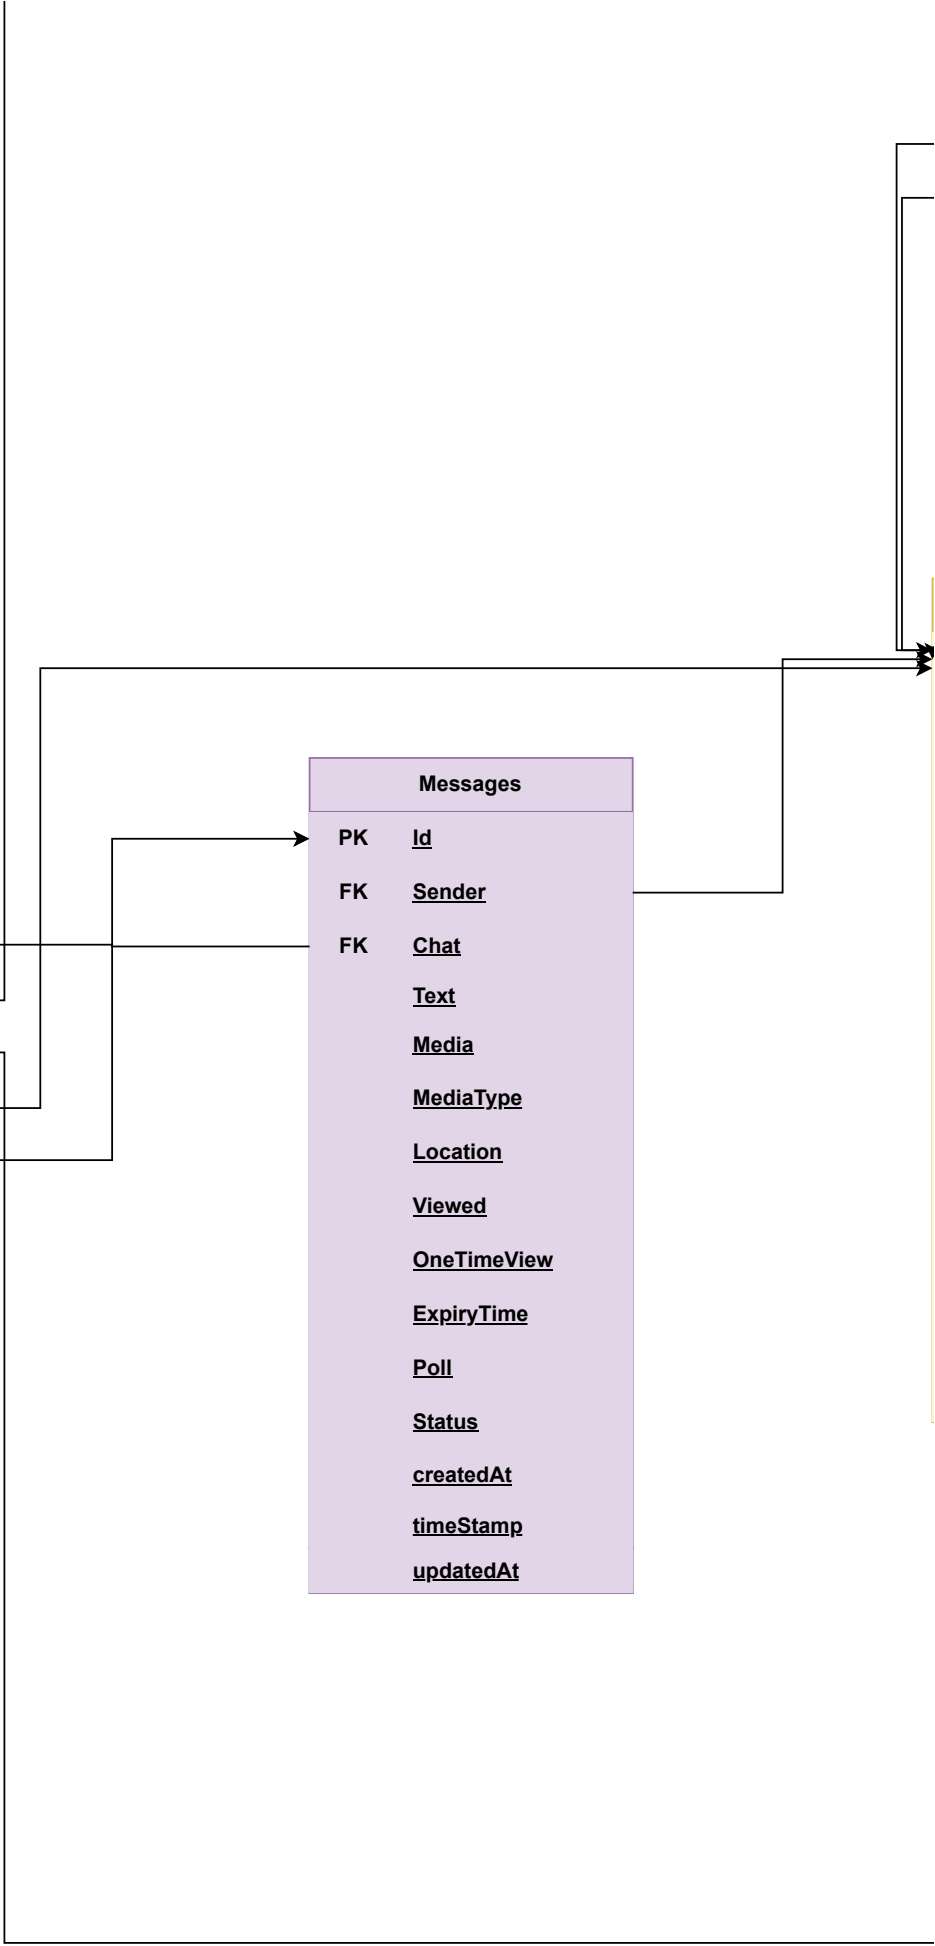 Messages
PK Id
FK Sender
FK Chat
Text
Media
MediaType
Location
Viewed
OneTimeView
ExpiryTime
Poll
Status
createdAt
timeStamp
updatedAt